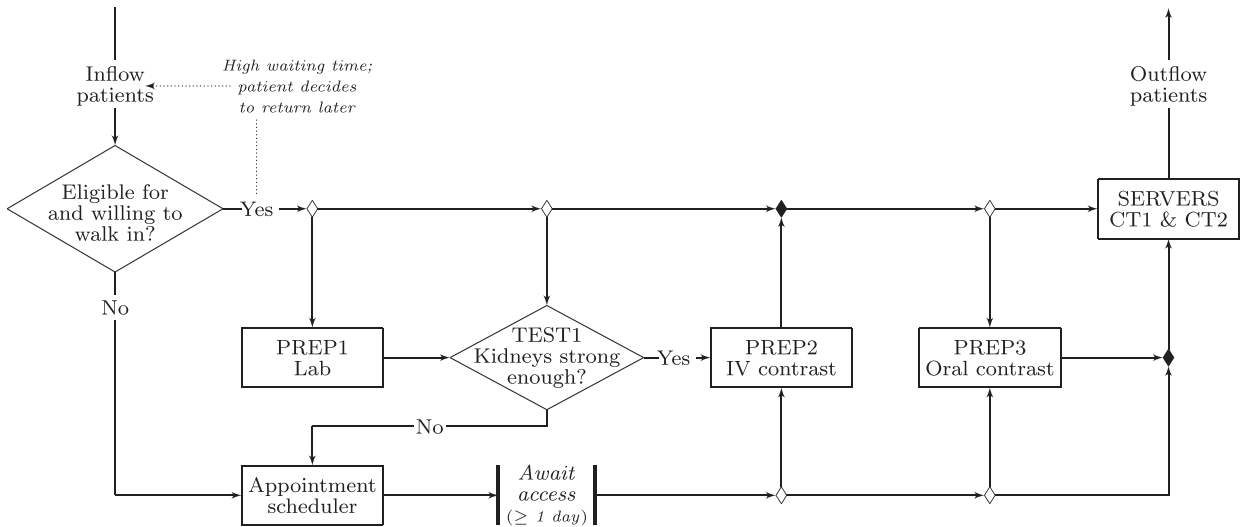 Inflow
patients
High waiting time;
patient decides
to return later
Outflow
patients
Eligible for
and willing to
walk in?
Yes
SERVERS
CT1 & CT2
No
PREP1
Lab
TEST1
Kidneys strong
enough?
Yes
PREP2
IV contrast
PREP3
Oral contrast
No
Appointment
scheduler
Await
access
(≥ 1 day)